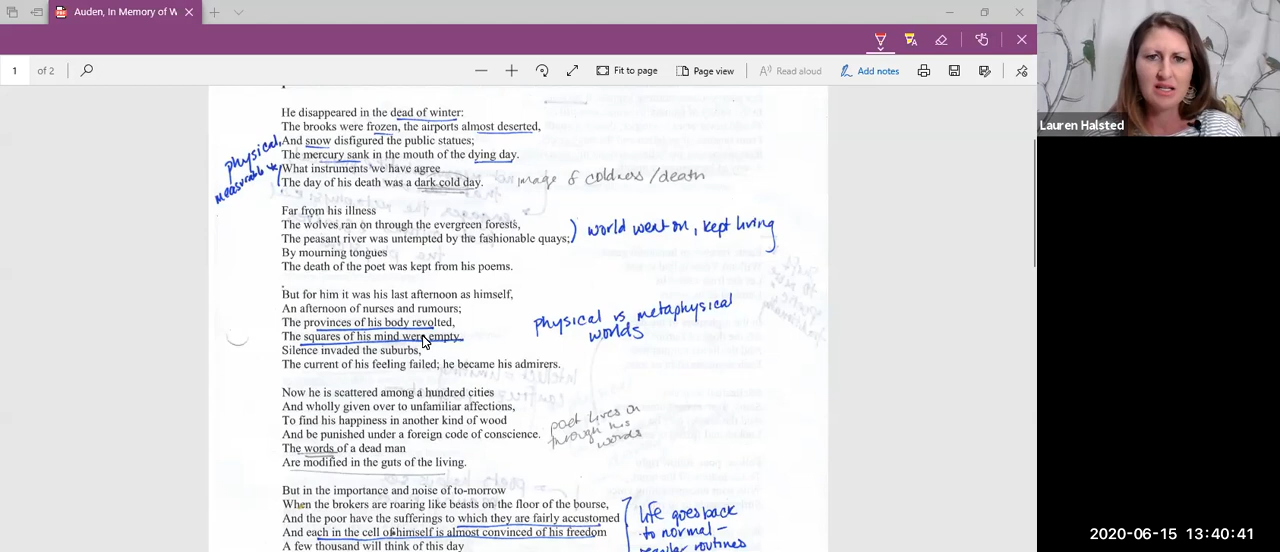 Auden, In Memory of W
1 of 2
Fit to page
Page view
Read aloud
Add notes
Lauren Halsted
He disappeared in the dead of winter:
The brooks were frozen, the airports almost deserted,
And snow disfigured the public statues;
The mercury sank in the mouth of the dying day.
What instruments we have agree
The day of his death was a dark cold day.
physical,
measurable
image of coldness/death
Far from his illness
The wolves ran on through the evergreen forests,
The peasant river was untempted by the fashionable quays;
By mourning tongues
The death of the poet was kept from his poems.
world went on, kept living
But for him it was his last afternoon as himself,
An afternoon of nurses and rumours;
The provinces of his body revolted,
The squares of his mind were empty,
Silence invaded the suburbs,
The current of his feeling failed; he became his admirers.
physical vs metaphysical
worlds
Now he is scattered among a hundred cities
And wholly given over to unfamiliar affections,
To find his happiness in another kind of wood
And be punished under a foreign code of conscience.
The words of a dead man
Are modified in the guts of the living.
poet lives on
through his
words
But in the importance and noise of to-morrow
When the brokers are roaring like beasts on the floor of the bourse,
And the poor have the sufferings to which they are fairly accustomed
And each in the cell of himself is almost convinced of his freedom
A few thousand will think of this day
life goes back
to normal –
regular routines
2020-06-15 13:40:41